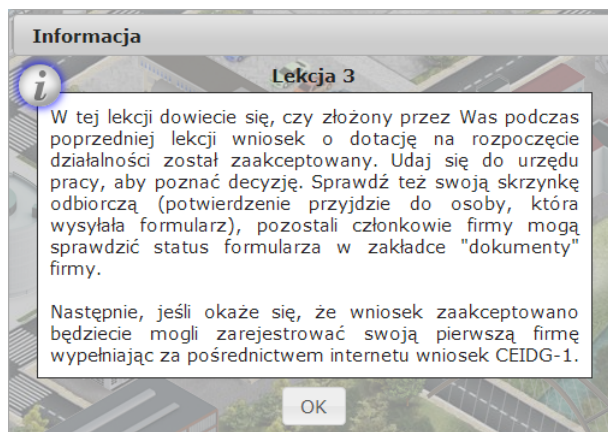 Informacja
Lekcja 3
W tej lekcji dowiecie się, czy złożony przez Was podczas
poprzedniej lekcji wniosek o dotację na rozpoczęcie
działalności został zaakceptowany. Udaj się do urzędu
pracy, aby poznać decyzję. Sprawdź też swoją skrzynkę
odbiorczą (potwierdzenie przyjdzie do osoby, która
wysyłała formularz), pozostali członkowie firmy mogą
sprawdzić status formularza w zakładce "dokumenty"
firmy.
Następnie, jeśli okaże się, że wniosek zaakceptowano
będziecie mogli zarejestrować swoją pierwszą firmę
wypełniając za pośrednictwem internetu wniosek CEIDG-1.
OK